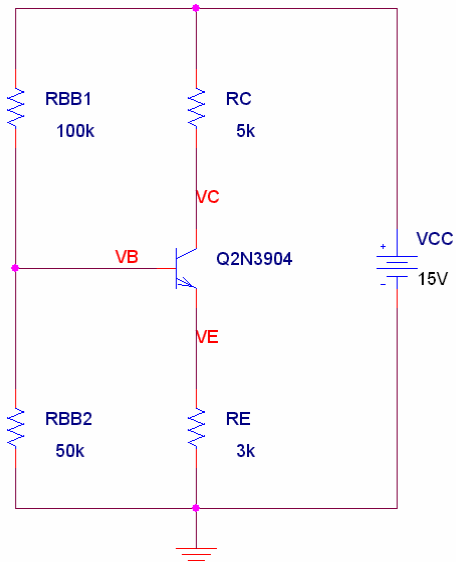 RBB1
100k
RC
5k
VC
VB
Q2N3904
VCC
+
-
15V
VE
RBB2
50k
RE
3k